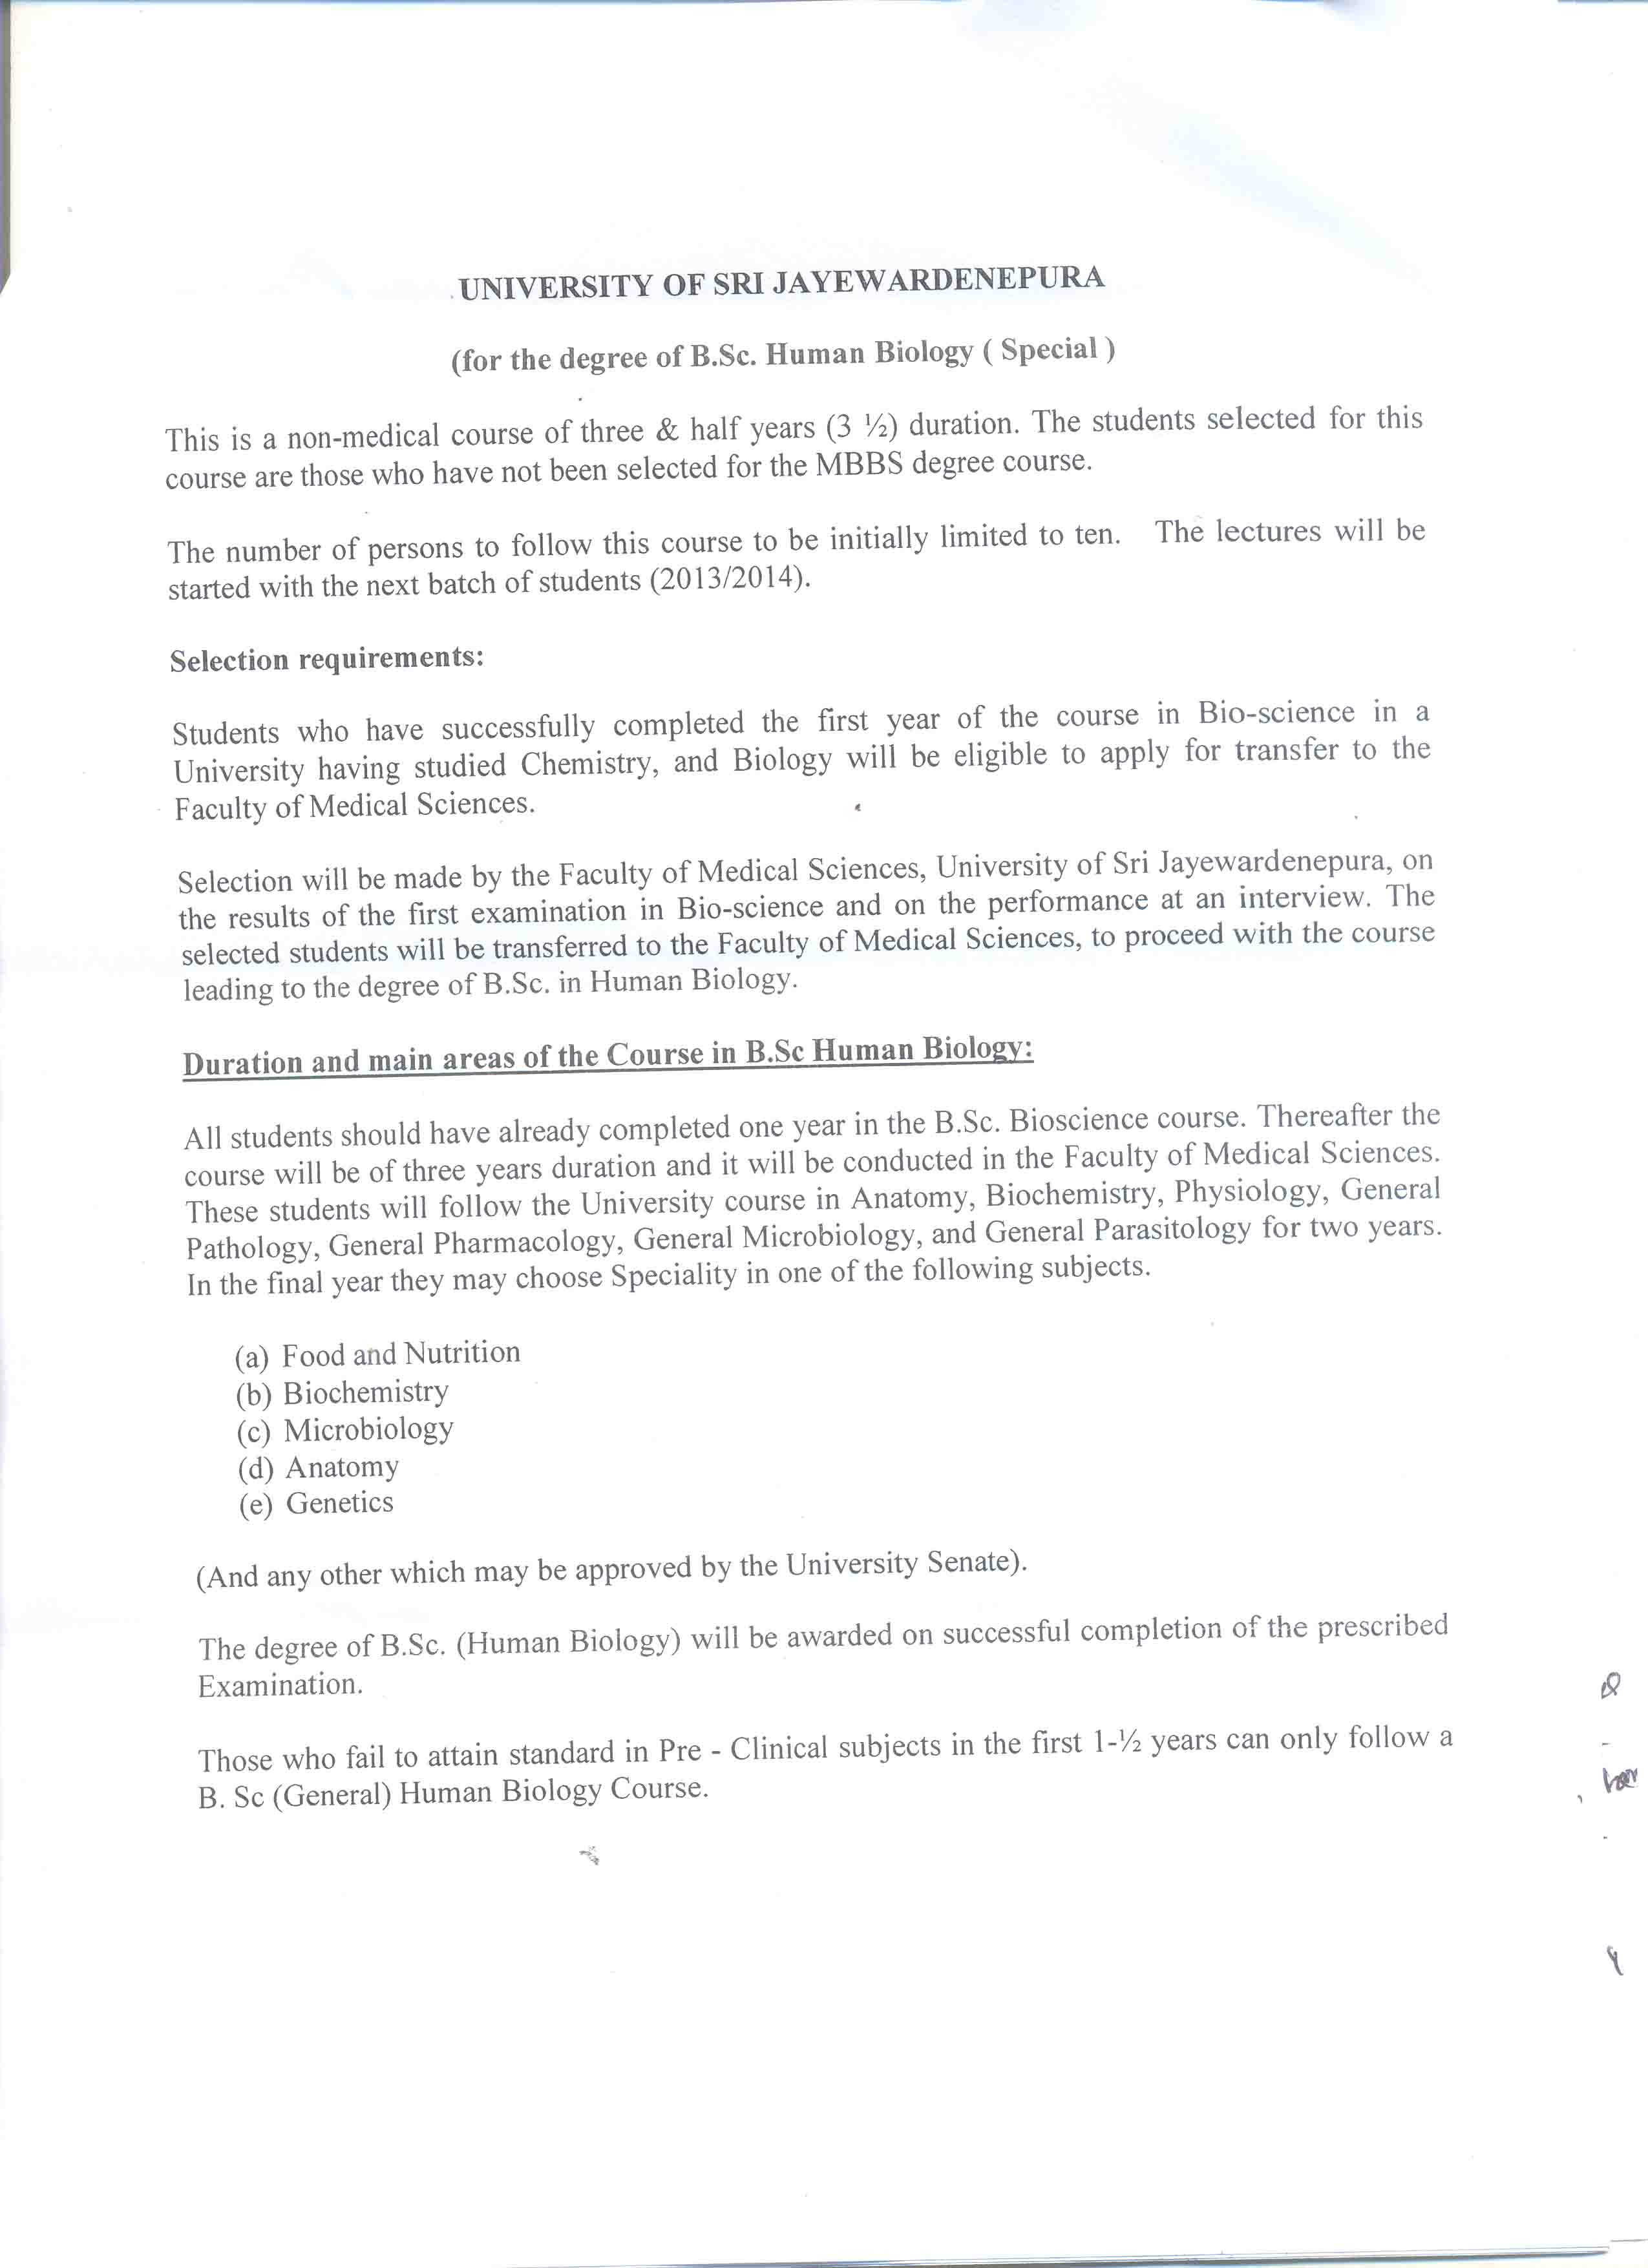 UNIVERSITY OF SRI JAYEWARDENEPURA
(for the degree of B.Sc. Human Biology ( Special )
This is a non-medical course of three & half years (3 ½) duration. The students selected for this
course are those who have not been selected for the MBBS degree course.
The number of persons to follow this course to be initially limited to ten. The lectures will be
started with the next batch of students (2013/2014).
Selection requirements:
Students who have successfully completed the first year of the course in Bio-science in a
University having studied Chemistry, and Biology will be eligible to apply for transfer to the
Faculty of Medical Sciences.
Selection will be made by the Faculty of Medical Sciences, University of Sri Jayewardenepura, on
the results of the first examination in Bio-science and on the performance at an interview. The
selected students will be transferred to the Faculty of Medical Sciences, to proceed with the course
leading to the degree of B.Sc. in Human Biology.
Duration and main areas of the Course in B.Sc Human Biology:
All students should have already completed one year in the B.Sc. Bioscience course. Thereafter the
course will be of three years duration and it will be conducted in the Faculty of Medical Sciences.
These students will follow the University course in Anatomy, Biochemistry, Physiology, General
Pathology, General Pharmacology, General Microbiology, and General Parasitology for two years.
In the final year they may choose Speciality in one of the following subjects.
(a) Food and Nutrition
(b) Biochemistry
(c) Microbiology
(d) Anatomy
(e) Genetics
(And any other which may be approved by the University Senate).
The degree of B.Sc. (Human Biology) will be awarded on successful completion of the prescribed
Examination.
Those who fail to attain standard in Pre - Clinical subjects in the first 1-½ years can only follow a
B. Sc (General) Human Biology Course.